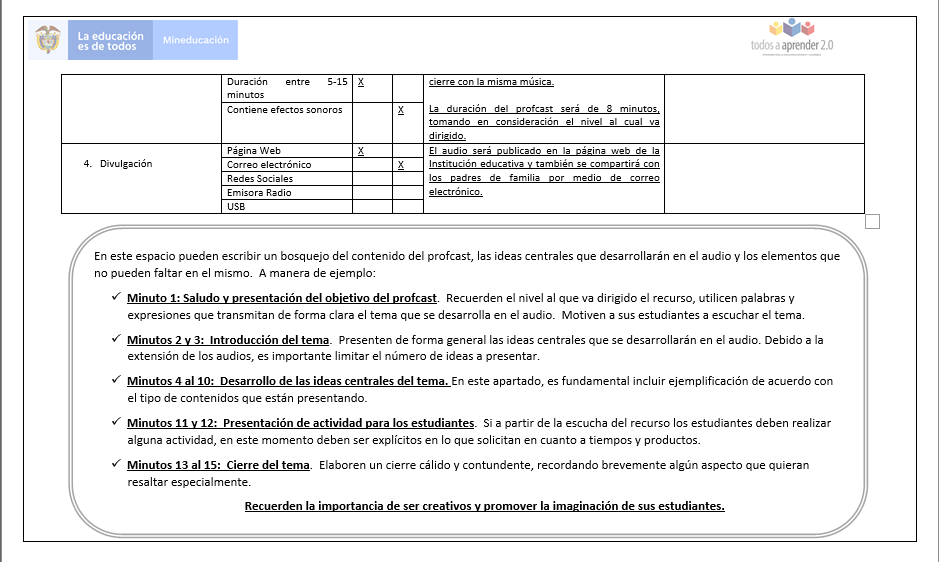 La educación
es de todos
Mineducación
todos a aprender 2.0
Duración entre 5-15
minutos
X
cierre con la misma música.
Contiene efectos sonoros
X
La duración del profcast será de 8 minutos,
tomando en consideración el nivel al cual va
dirigido.
4. Divulgación
Página Web
X
Correo electrónico
X
Redes Sociales
Emisora Radio
USB
El audio será publicado en la página web de la
Institución educativa y también se compartirá con
los padres de familia por medio de correo
electrónico.
En este espacio pueden escribir un bosquejo del contenido del profcast, las ideas centrales que desarrollarán en el audio y los elementos que
no pueden faltar en el mismo. A manera de ejemplo:
✓ Minuto 1: Saludo y presentación del objetivo del profcast. Recuerden el nivel al que va dirigido el recurso, utilicen palabras y
expresiones que transmitan de forma clara el tema que se desarrolla en el audio. Motiven a sus estudiantes a escuchar el tema.
✓ Minutos 2 y 3: Introducción del tema. Presenten de forma general las ideas centrales que se desarrollarán en el audio. Debido a la
extensión de los audios, es importante limitar el número de ideas a presentar.
✓ Minutos 4 al 10: Desarrollo de las ideas centrales del tema. En este apartado, es fundamental incluir ejemplificación de acuerdo con
el tipo de contenidos que están presentando.
✓ Minutos 11 y 12: Presentación de actividad para los estudiantes. Si a partir de la escucha del recurso los estudiantes deben realizar
alguna actividad, en este momento deben ser explícitos en lo que solicitan en cuanto a tiempos y productos.
✓ Minutos 13 al 15: Cierre del tema. Elaboren un cierre cálido y contundente, recordando brevemente algún aspecto que quieran
resaltar especialmente.
Recuerden la importancia de ser creativos y promover la imaginación de sus estudiantes.